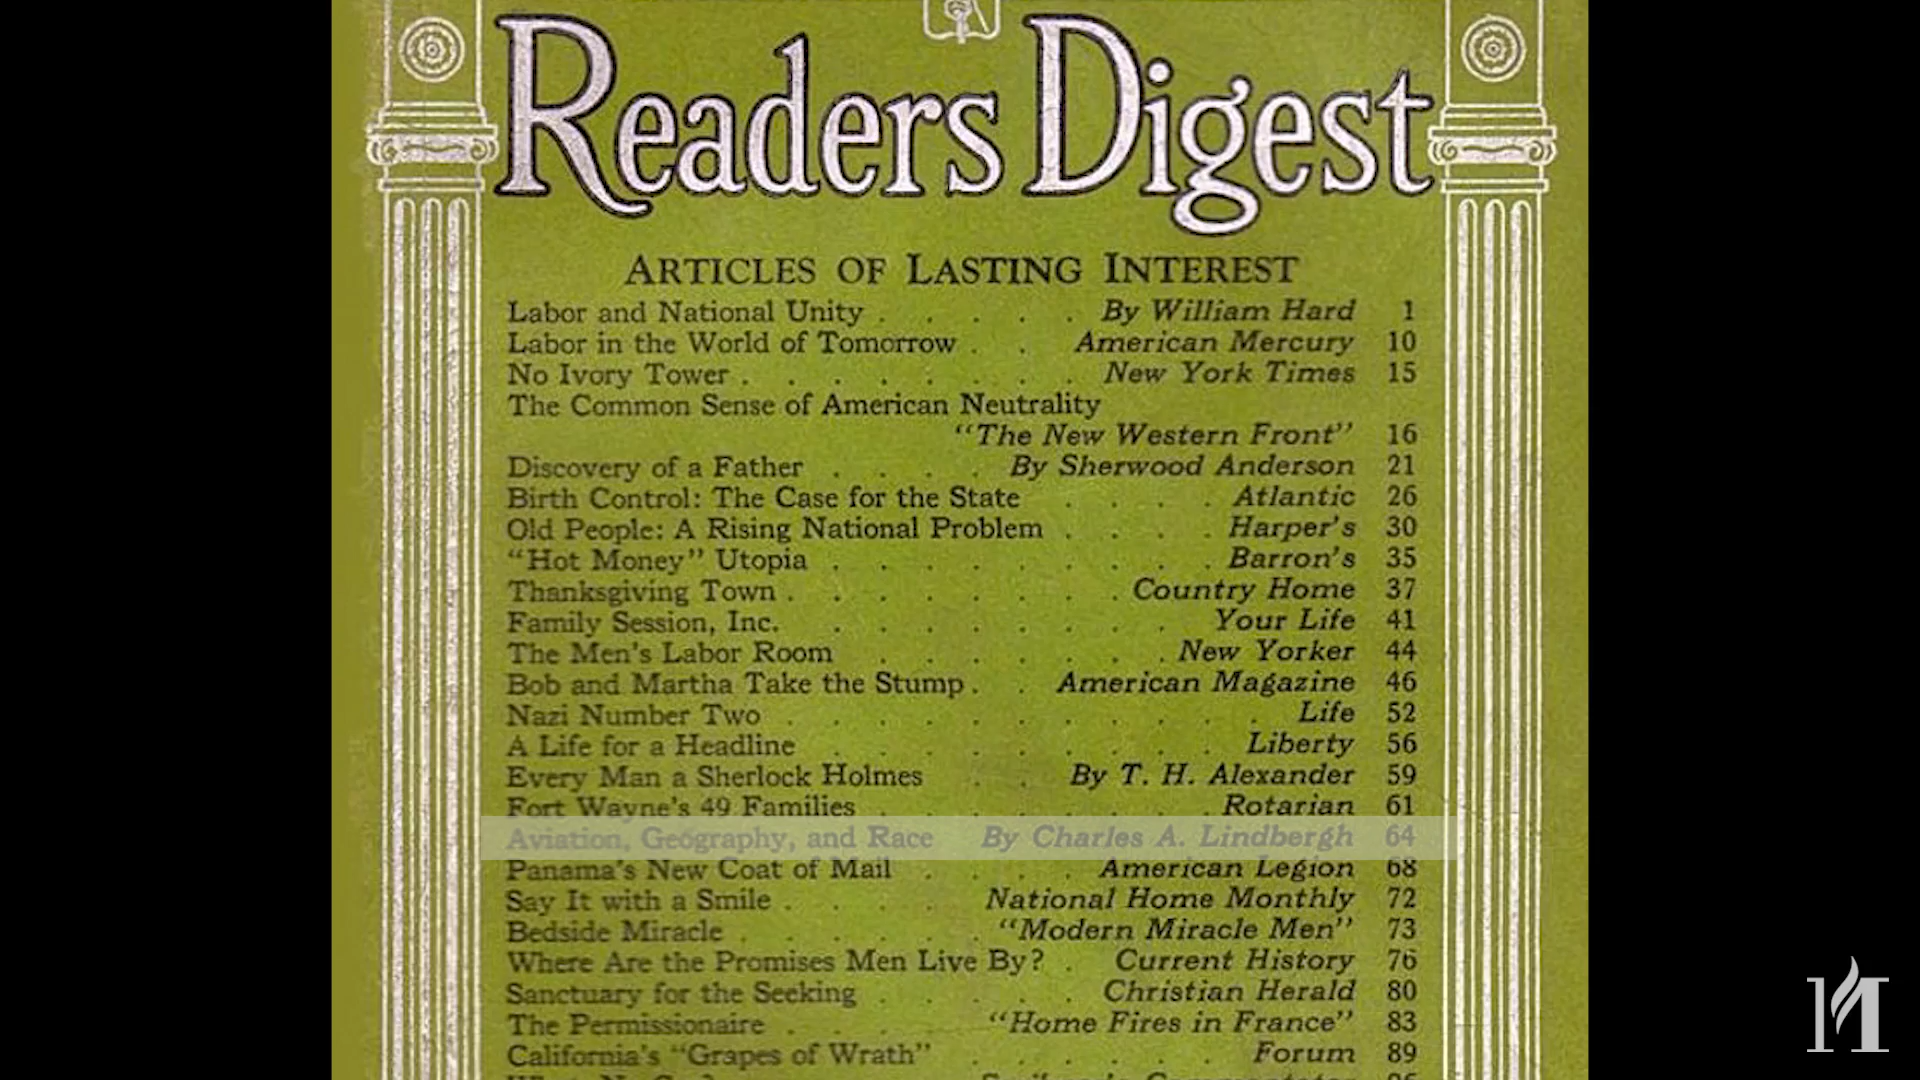 Readers Digest
ARTICLES OF LASTING INTEREST
Labor and National Unity . . . . . By William Hard 1
Labor in the World of Tomorrow . . American Mercury 10
No Ivory Tower . . . . . . . . New York Times 15
The Common Sense of American Neutrality
"The New Western Front" 16
Discovery of a Father . . . . By Sherwood Anderson 21
Birth Control: The Case for the State . . . . Atlantic 26
Old People: A Rising National Problem . . . . Harper's 30
"Hot Money" Utopia . . . . . . . . . Barron's 35
Thanksgiving Town . . . . . . . . Country Home 37
Family Session, Inc. . . . . . . . . Your Life 41
The Men's Labor Room . . . . . . . New Yorker 44
Bob and Martha Take the Stump . . American Magazine 46
Nazi Number Two . . . . . . . . . . . Life 52
A Life for a Headline . . . . . . . . . Liberty 56
Every Man a Sherlock Holmes . . By T. H. Alexander 59
Fort Wayne's 49 Families . . . . . . . . Rotarian 61
Aviation, Geography, and Race By Charles A. Lindbergh 64
Panama's New Coat of Mail . . . . American Legion 68
Say It with a Smile . . . . National Home Monthly 72
Bedside Miracle . . . . . . "Modern Miracle Men" 73
Where Are the Promises Men Live By? . Current History 76
Sanctuary for the Seeking . . . . . Christian Herald 80
The Permissionaire . . . . . "Home Fires in France" 83
California's "Grapes of Wrath" . . . . . . Forum 89